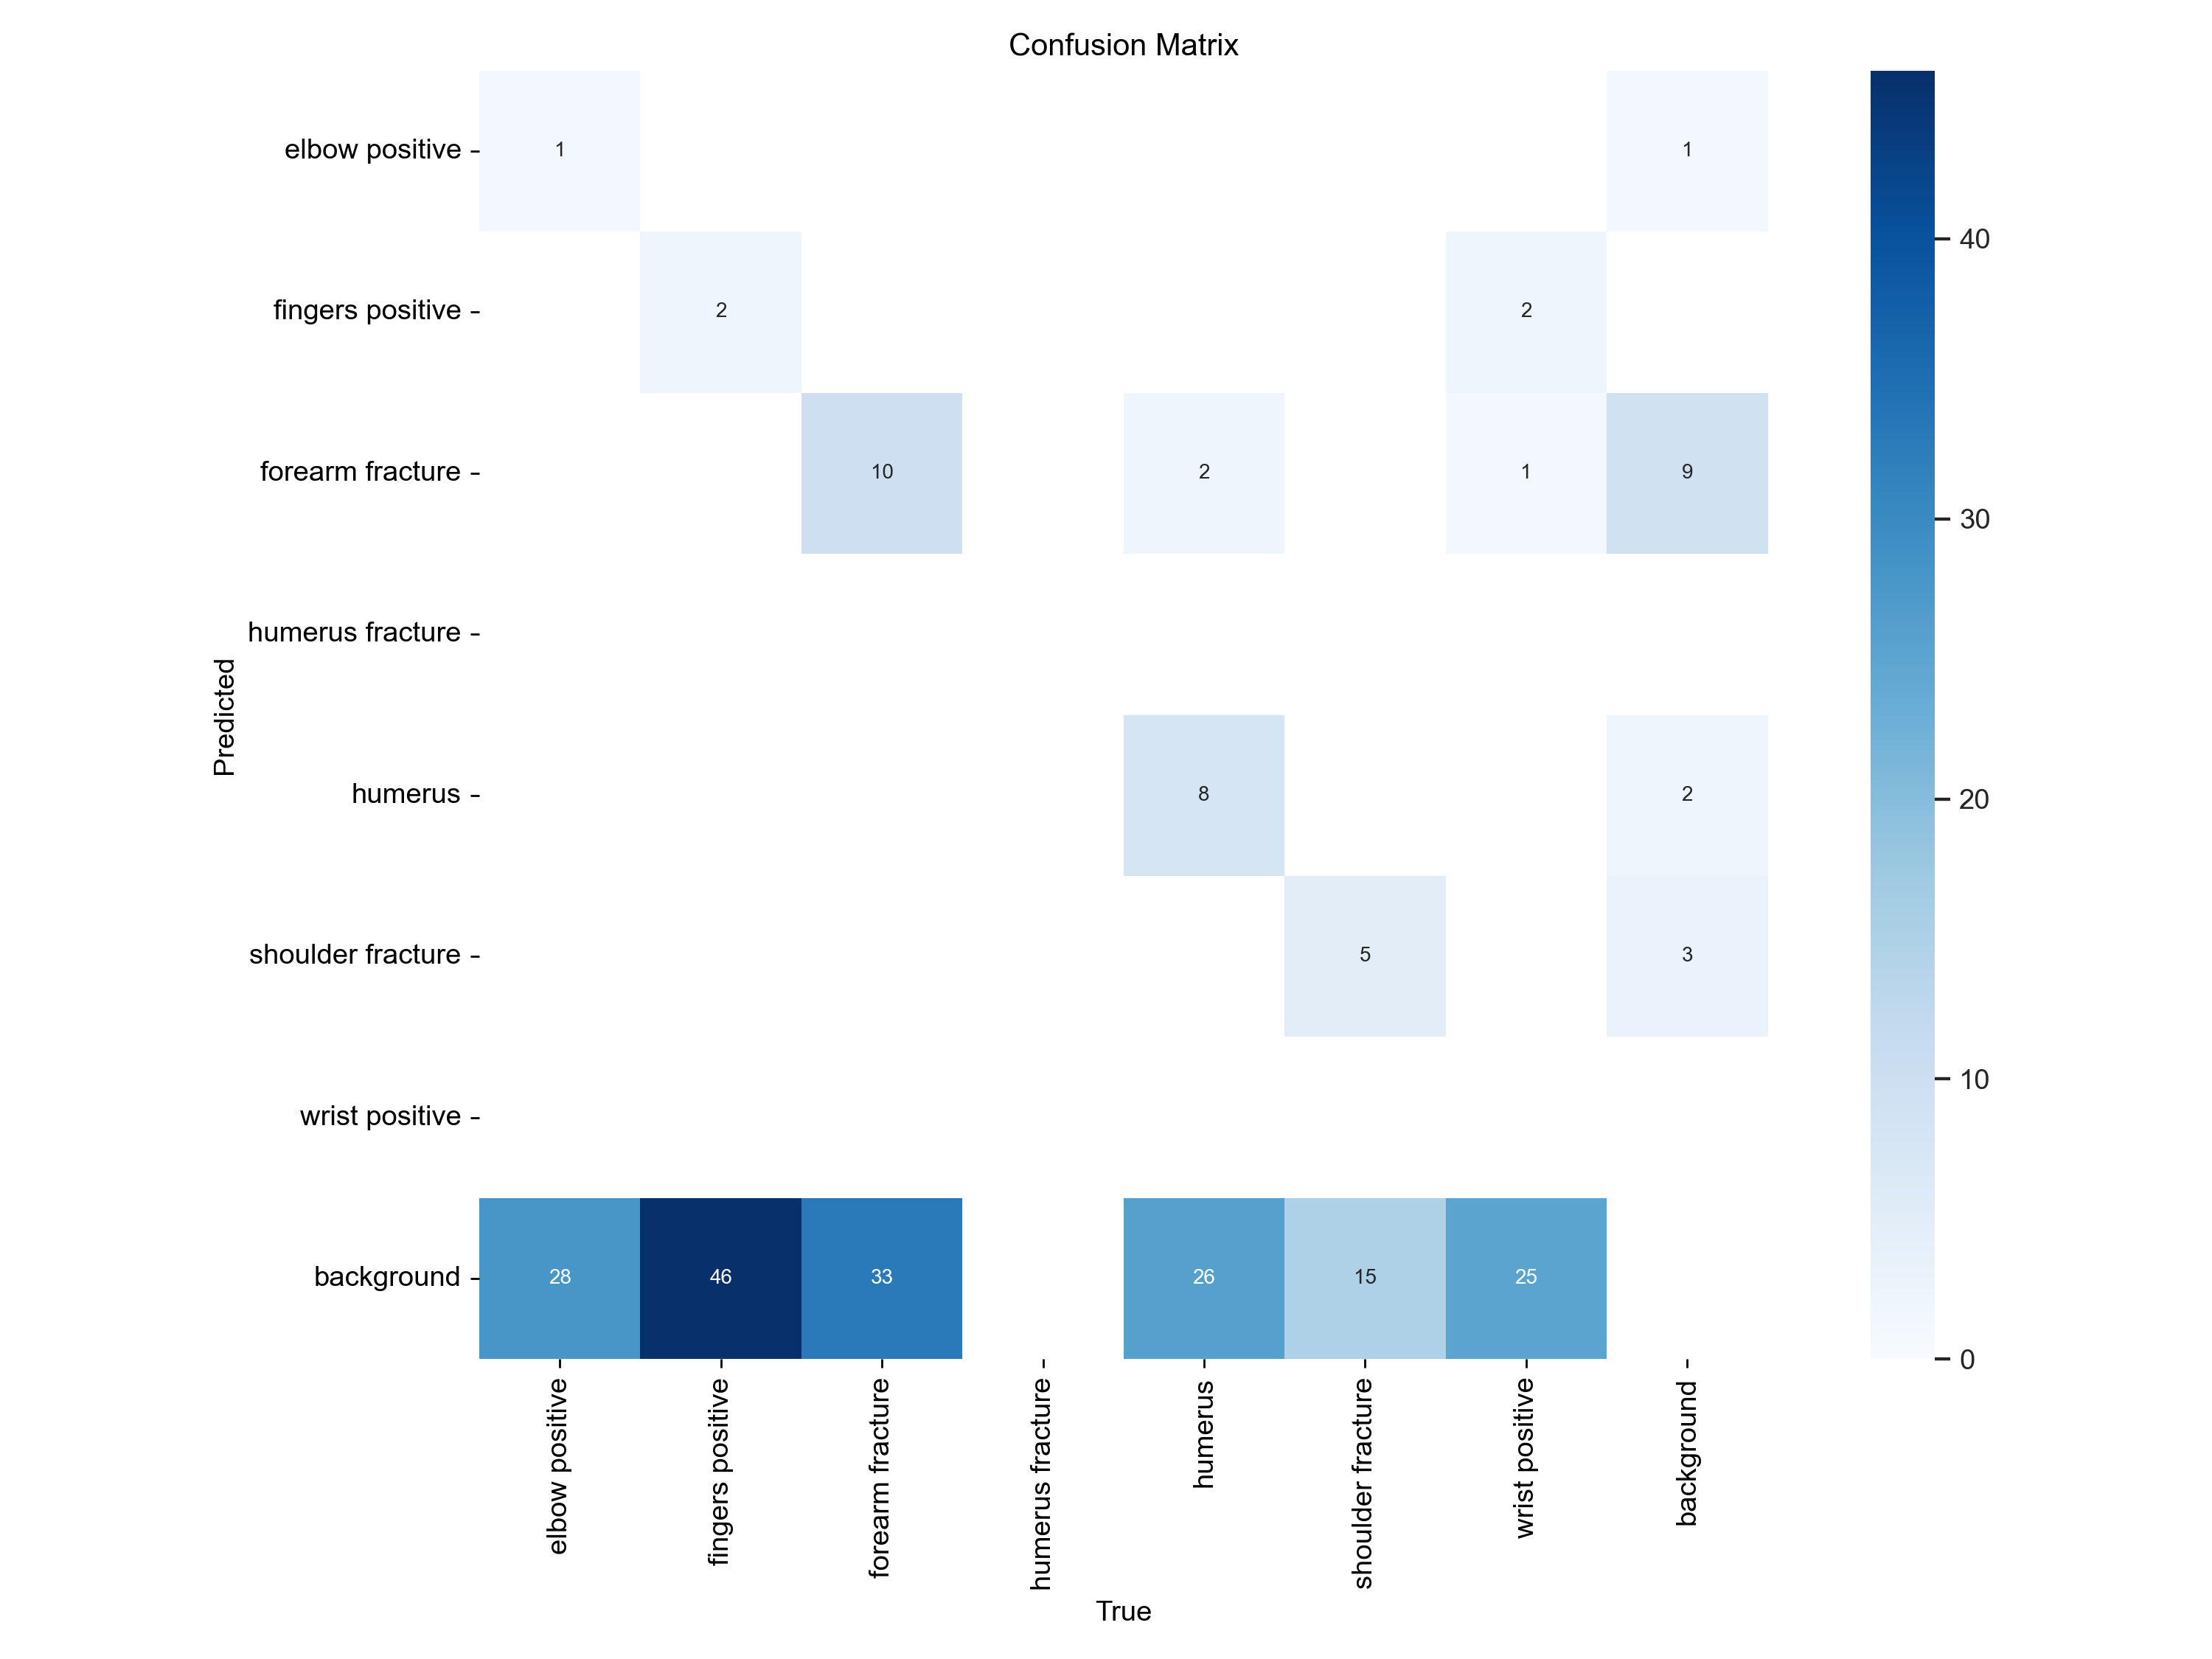 Confusion Matrix
elbow positive 1 1
fingers positive 2 2
forearm fracture 10 2 1 9
humerus fracture
humerus 8 2
shoulder fracture 5 3
wrist positive
background 28 46 33 26 15 25
Predicted
elbow positive
fingers positive
forearm fracture
humerus fracture
humerus
shoulder fracture
wrist positive
background
True
40
30
20
10
0